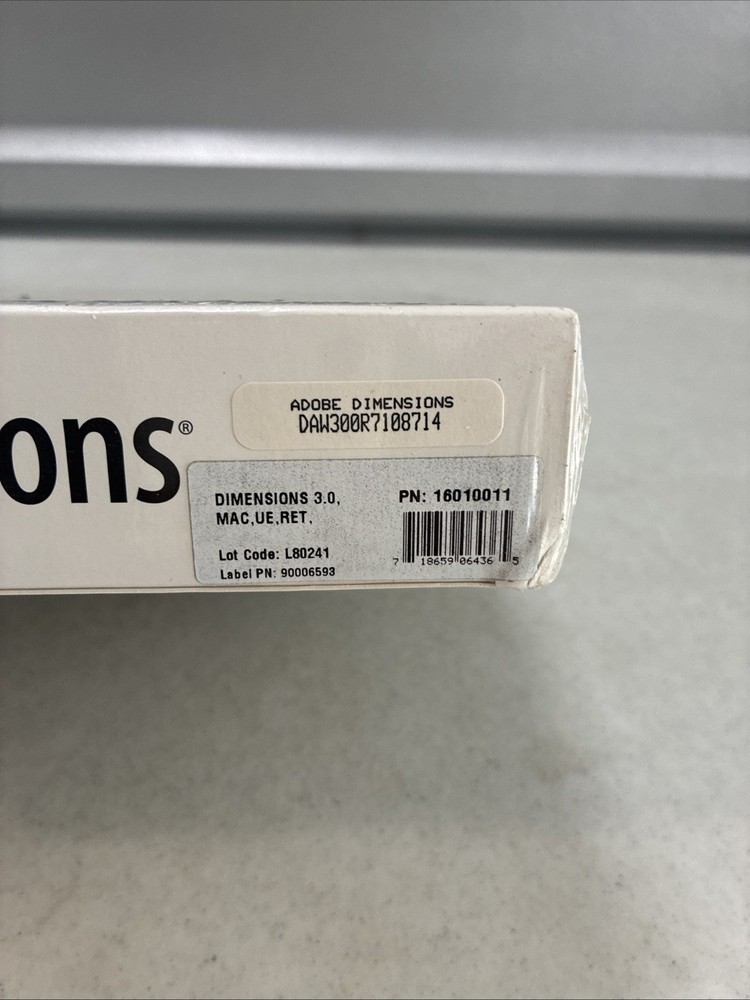 ons®
ADOBE DIMENSIONS
DAW300R7108714
DIMENSIONS 3.0,
MAC,UE,RET,
PN: 16010011
Lot Code: L80241
Label PN: 90006593
7 18659 06436 5